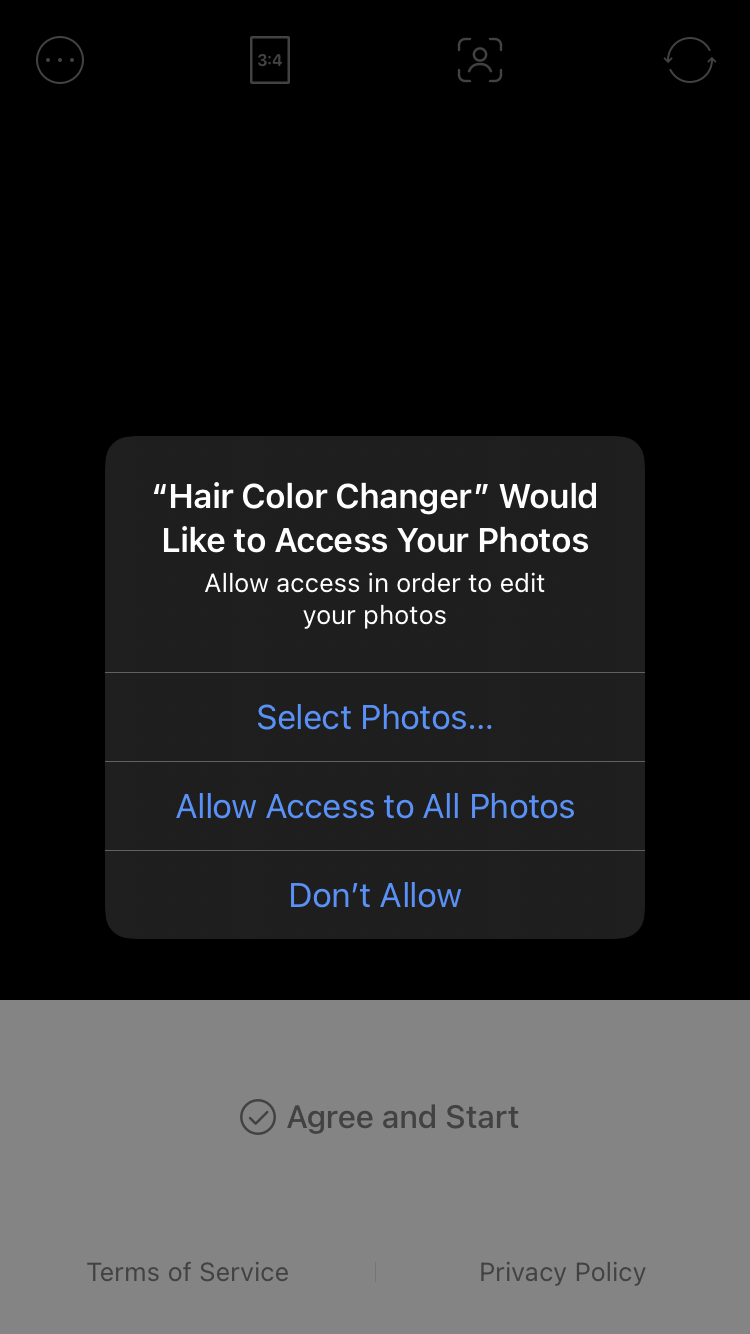 3:4
“Hair Color Changer” Would
Like to Access Your Photos
Allow access in order to edit
your photos
Select Photos...
Allow Access to All Photos
Don’t Allow
Agree and Start
Terms of Service
Privacy Policy